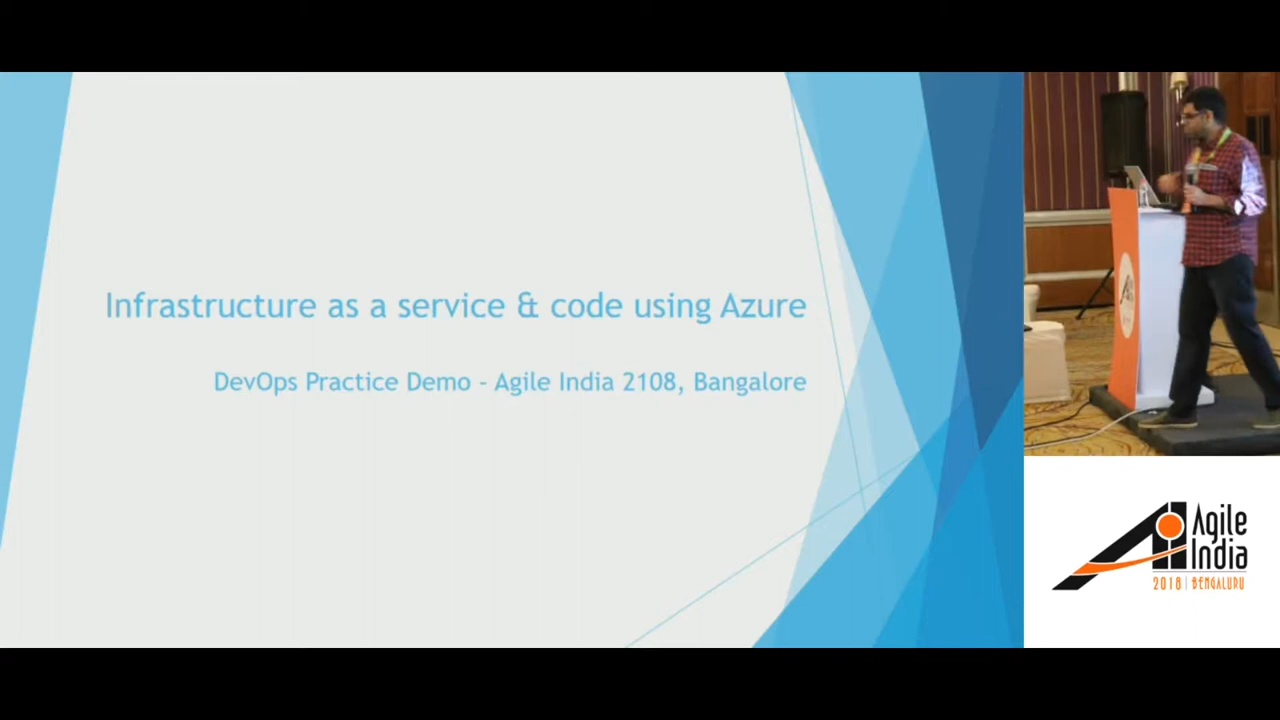 Infrastructure as a service & code using Azure
DevOps Practice Demo - Agile India 2108, Bangalore
Agile
India
2018 | BENGALURU